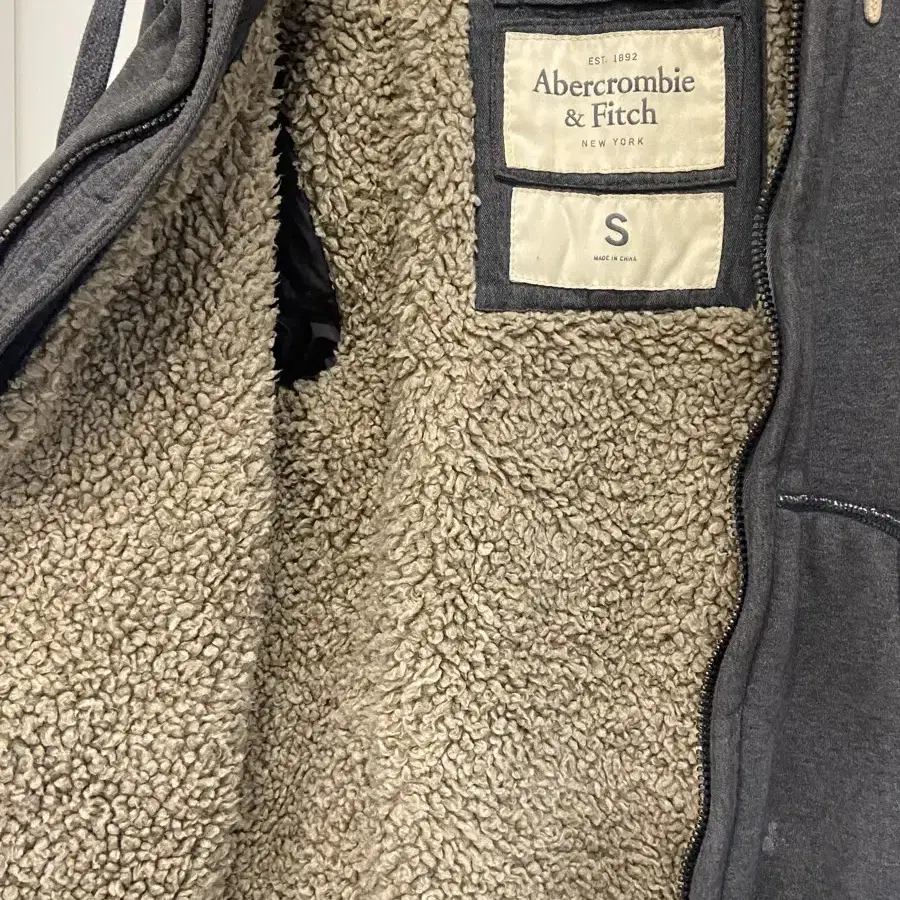 EST. 1892
Abercrombie
& Fitch
NEW YORK
S
MADE IN CHINA